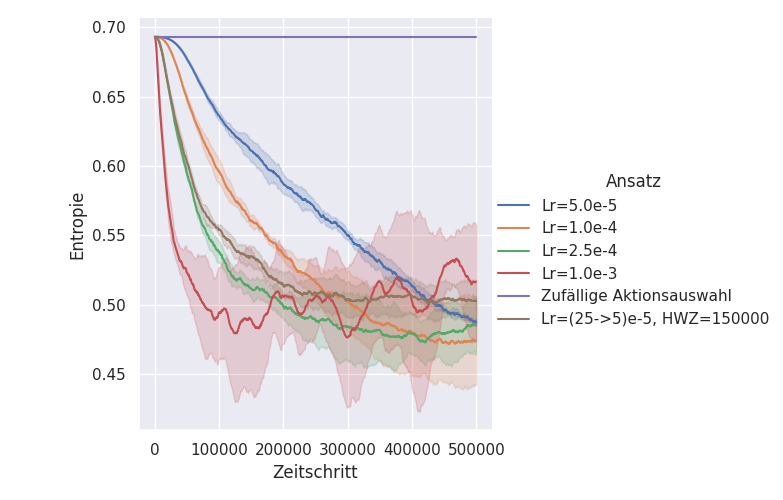 0.70
0.65
0.60
0.55
0.50
0.45
Entropie
0
100000
200000
300000
400000
500000
Zeitschritt
Ansatz
Lr=5.0e-5
Lr=1.0e-4
Lr=2.5e-4
Lr=1.0e-3
Zufällige Aktionsauswahl
Lr=(25->5)e-5, HWZ=150000